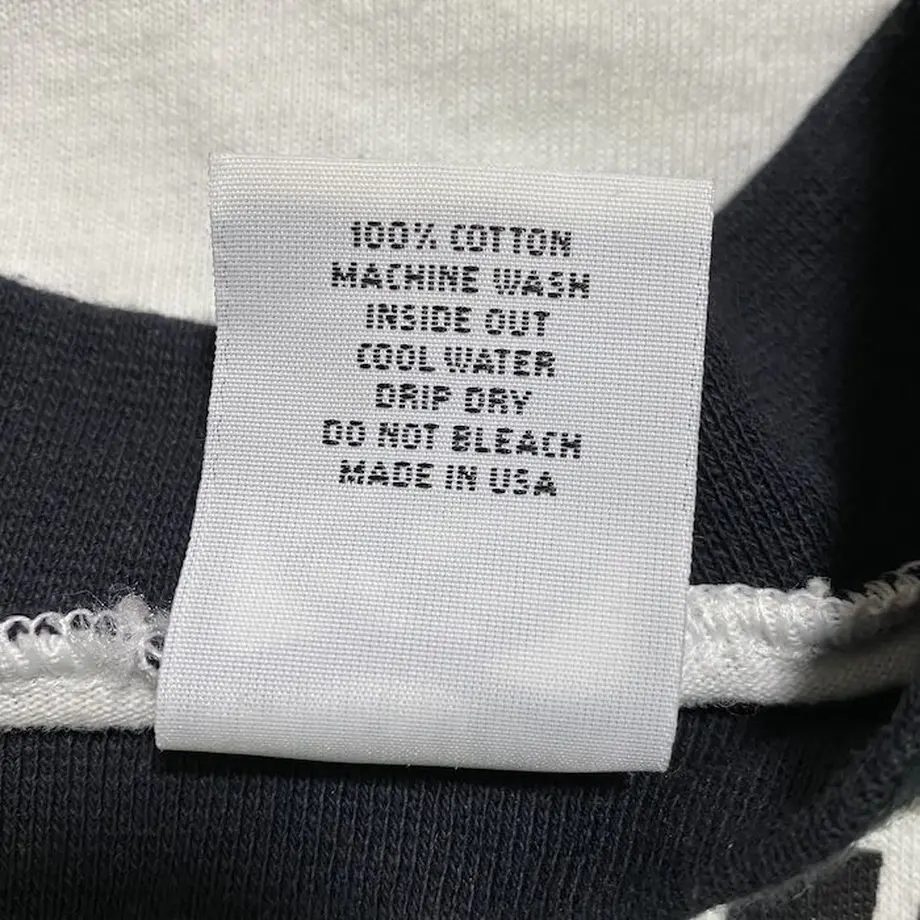 100% COTTON
MACHINE WASH
INSIDE OUT
COOL WATER
DRIP DRY
DO NOT BLEACH
MADE IN USA